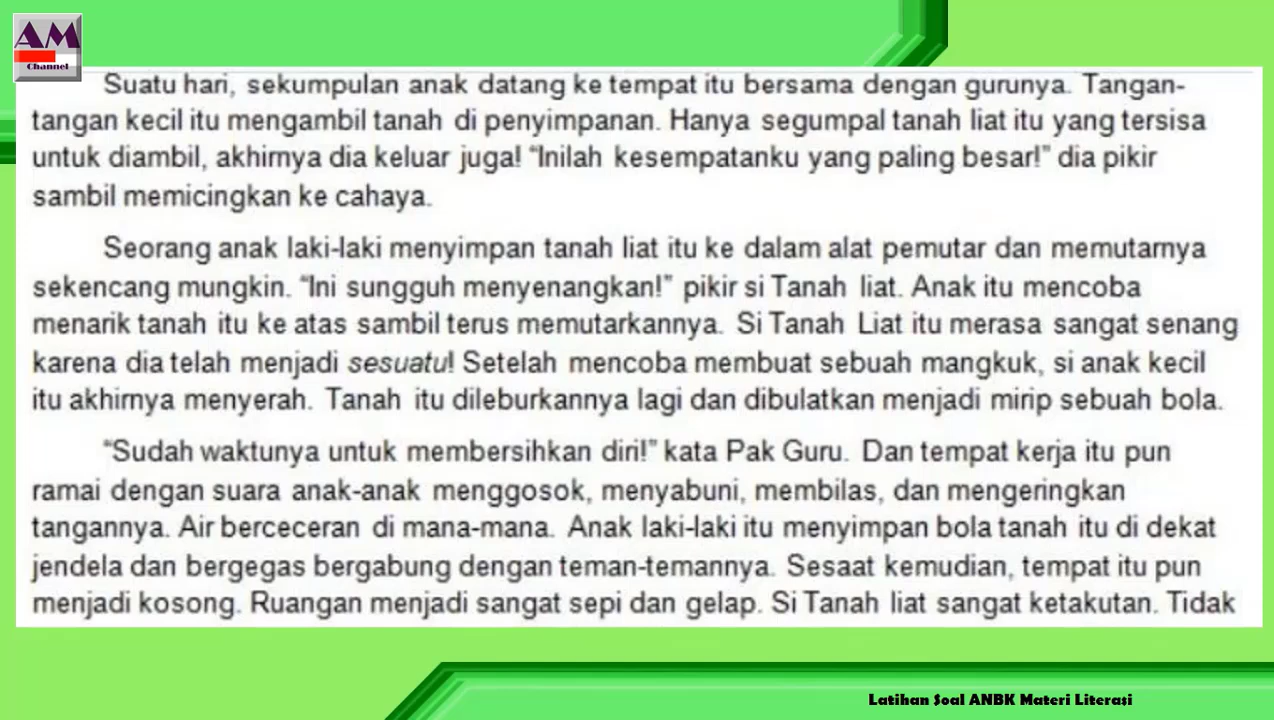 AM
Channel
Suatu hari, sekumpulan anak datang ke tempat itu bersama dengan gurunya. Tangan-
tangan kecil itu mengambil tanah di penyimpanan. Hanya segumpal tanah liat itu yang tersisa
untuk diambil, akhirnya dia keluar juga! “Inilah kesempatanku yang paling besar!” dia pikir
sambil memicingkan ke cahaya.
Seorang anak laki-laki menyimpan tanah liat itu ke dalam alat pemutar dan memutarnya
sekencang mungkin. “Ini sungguh menyenangkan!” pikir si Tanah liat. Anak itu mencoba
menarik tanah itu ke atas sambil terus memutarkannya. Si Tanah Liat itu merasa sangat senang
karena dia telah menjadi sesuatu! Setelah mencoba membuat sebuah mangkuk, si anak kecil
itu akhirnya menyerah. Tanah itu dileburkannya lagi dan dibulatkan menjadi mirip sebuah bola.
“Sudah waktunya untuk membersihkan diri!” kata Pak Guru. Dan tempat kerja itu pun
ramai dengan suara anak-anak menggosok, menyabuni, membilas, dan mengeringkan
tangannya. Air berceceran di mana-mana. Anak laki-laki itu menyimpan bola tanah itu di dekat
jendela dan bergegas bergabung dengan teman-temannya. Sesaat kemudian, tempat itu pun
menjadi kosong. Ruangan menjadi sangat sepi dan gelap. Si Tanah liat sangat ketakutan. Tidak
Latihan Soal ANBK Materi Literasi